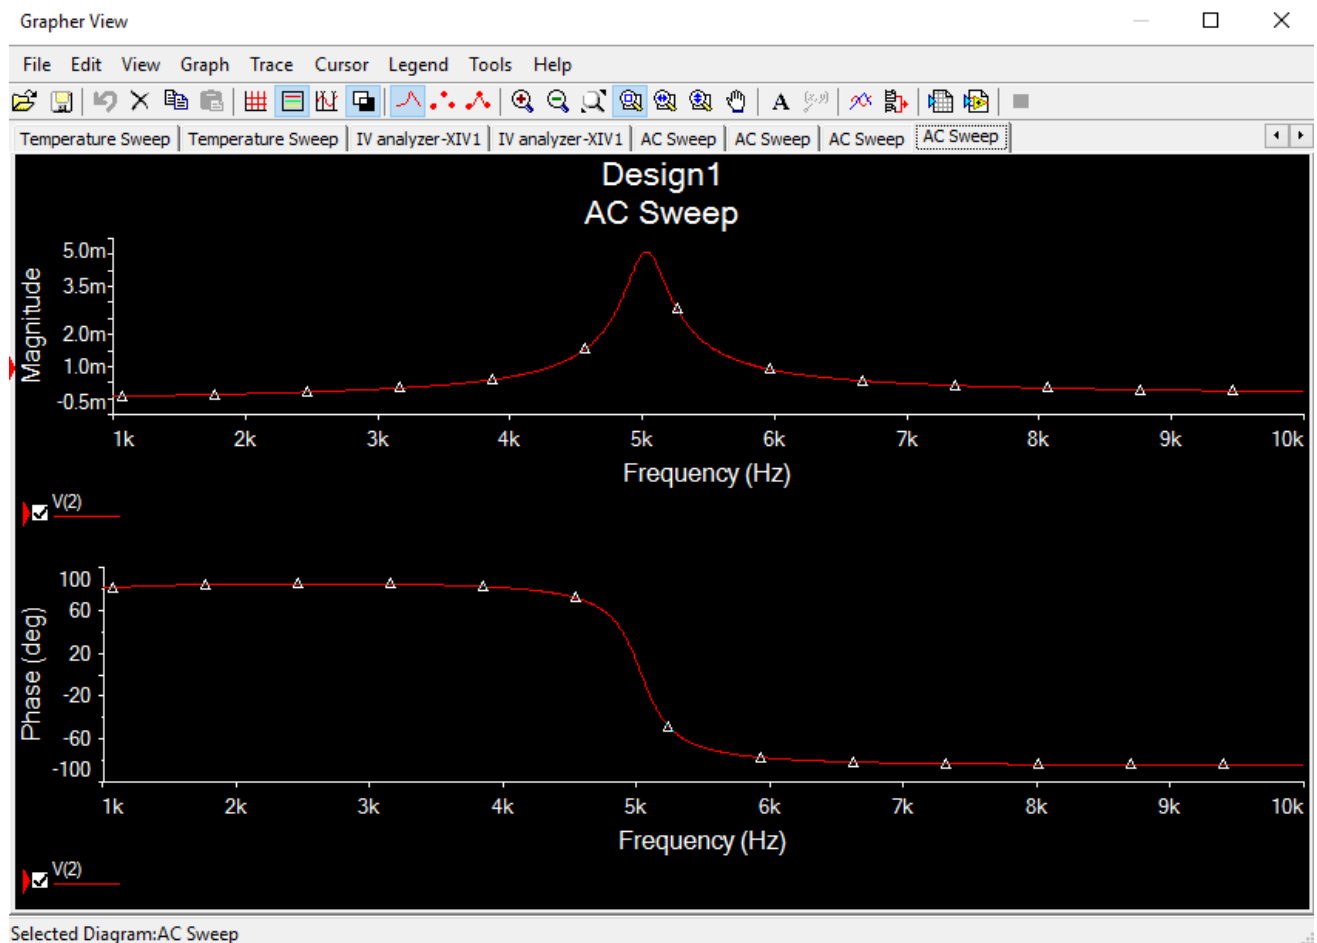 Grapher View
File Edit View Graph Trace Cursor Legend Tools Help
A (x,y)
Temperature Sweep Temperature Sweep IV analyzer-XIV1 IV analyzer-XIV1 AC Sweep AC Sweep AC Sweep AC Sweep
Design1
AC Sweep
Magnitude
5.0m
3.5m
2.0m
1.0m
-0.5m
1k 2k 3k 4k 5k 6k 7k 8k 9k 10k
Frequency (Hz)
V(2)
Phase (deg)
100
60
20
-20
-60
-100
1k 2k 3k 4k 5k 6k 7k 8k 9k 10k
Frequency (Hz)
V(2)
Selected Diagram:AC Sweep